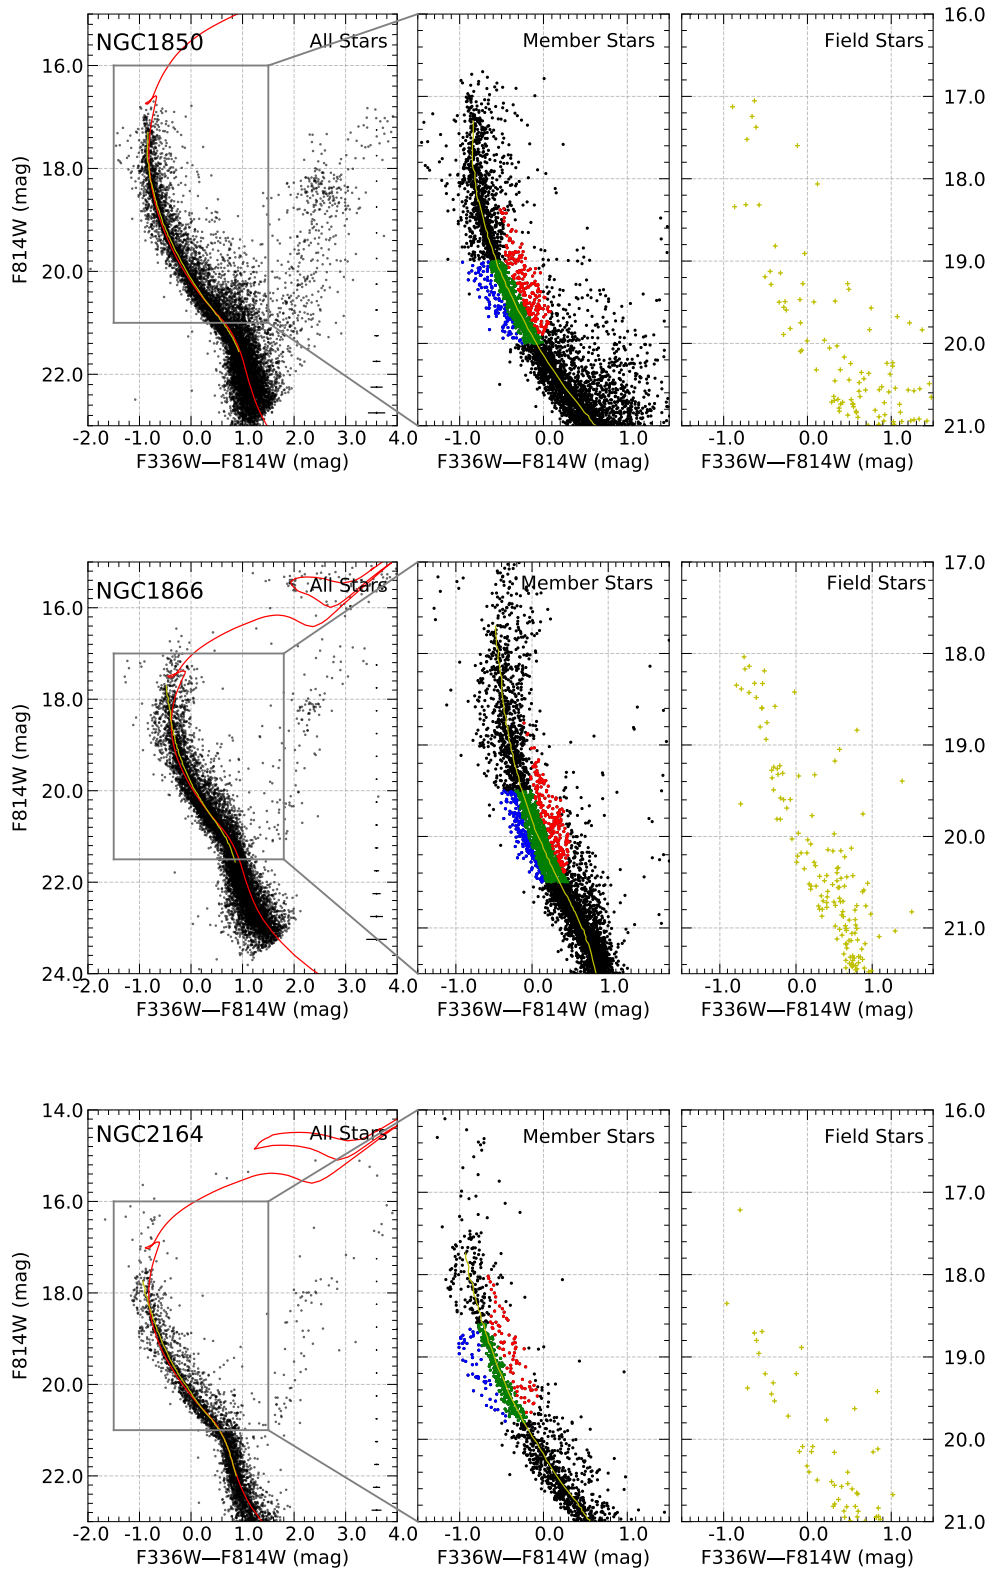 NGC1850
All Stars
Member Stars
Field Stars
16.0
18.0
20.0
22.0
F814W (mag)
-2.0 -1.0 0.0 1.0 2.0 3.0 4.0
-1.0 0.0 1.0
-1.0 0.0 1.0
16.0
17.0
18.0
19.0
20.0
21.0
F336W—F814W (mag)
F336W—F814W (mag)
F336W—F814W (mag)
NGC1866
All Stars
Member Stars
Field Stars
16.0
18.0
20.0
22.0
24.0
F814W (mag)
-2.0 -1.0 0.0 1.0 2.0 3.0 4.0
-1.0 0.0 1.0
-1.0 0.0 1.0
17.0
18.0
19.0
20.0
21.0
F336W—F814W (mag)
F336W—F814W (mag)
F336W—F814W (mag)
NGC2164
All Stars
Member Stars
Field Stars
14.0
16.0
18.0
20.0
22.0
F814W (mag)
-2.0 -1.0 0.0 1.0 2.0 3.0 4.0
-1.0 0.0 1.0
-1.0 0.0 1.0
16.0
17.0
18.0
19.0
20.0
21.0
F336W—F814W (mag)
F336W—F814W (mag)
F336W—F814W (mag)